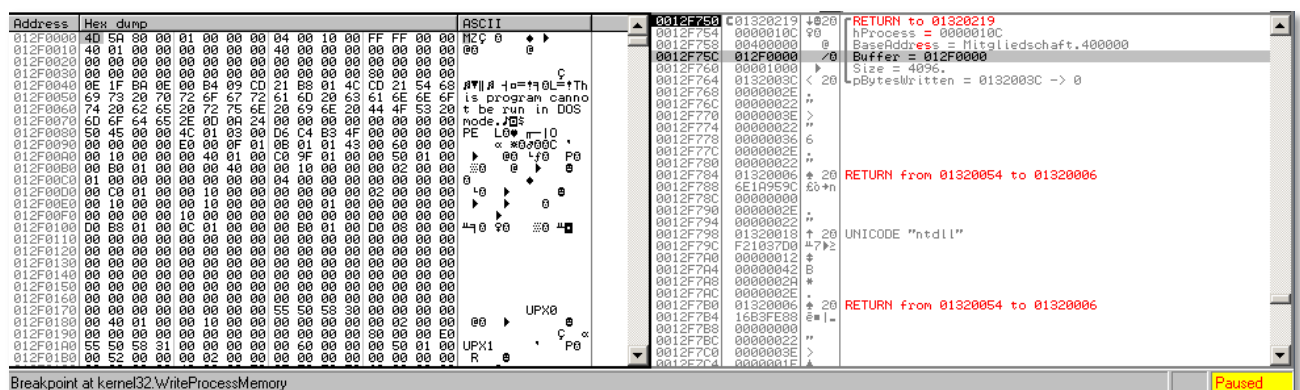 Address Hex dump ASCII
012F0000 4D 5A 80 00 01 00 00 00 04 00 10 00 FF FF 00 00 MZÇ ☺ ♦ ►
012F0010 40 01 00 00 00 00 00 00 40 00 00 00 00 00 00 00 @☺ @
012F0020 00 00 00 00 00 00 00 00 00 00 00 00 00 00 00 00
012F0030 00 00 00 00 00 00 00 00 00 00 00 00 80 00 00 00 Ç
012F0040 0E 1F BA 0E 00 B4 09 CD 21 B8 01 4C CD 21 54 68 ♫▼║♫ ┤○=!╕☺L=!Th
012F0050 69 73 20 70 72 6F 67 72 61 6D 20 63 61 6E 6E 6F is program canno
012F0060 74 20 62 65 20 72 75 6E 20 69 6E 20 44 4F 53 20 t be run in DOS
012F0070 6D 6F 64 65 2E 0D 0A 24 00 00 00 00 00 00 00 00 mode.♪◙$
012F0080 50 45 00 00 4C 01 03 00 D6 C4 B3 4F 00 00 00 00 PE L☺♥ ╓─│O
012F0090 00 00 00 00 E0 00 0F 01 0B 01 01 43 00 60 00 00 α ☼☺♂☺☺C `
012F00A0 00 10 00 00 00 40 01 00 C0 9F 01 00 00 50 01 00 ► @☺ └ƒ☺ P☺
012F00B0 00 B0 01 00 00 00 40 00 00 10 00 00 00 02 00 00 ░☺ @ ► ☻
012F00C0 01 00 00 00 00 00 00 00 04 00 00 00 00 00 00 00 ☺ ♦
012F00D0 00 C0 01 00 00 10 00 00 00 00 00 00 02 00 00 00 └☺ ► ☻
012F00E0 00 10 00 00 00 10 00 00 00 00 01 00 00 00 00 00 ► ► ☺
012F00F0 00 00 00 00 10 00 00 00 00 00 00 00 00 00 00 00 ►
012F0100 D0 B8 01 00 0C 01 00 00 00 B0 01 00 D0 08 00 00 ╨╕☺ ♀☺ ░☺ ╨◘
012F0110 00 00 00 00 00 00 00 00 00 00 00 00 00 00 00 00
012F0120 00 00 00 00 00 00 00 00 00 00 00 00 00 00 00 00
012F0130 00 00 00 00 00 00 00 00 00 00 00 00 00 00 00 00
012F0140 00 00 00 00 00 00 00 00 00 00 00 00 00 00 00 00
012F0150 00 00 00 00 00 00 00 00 00 00 00 00 00 00 00 00
012F0160 00 00 00 00 00 00 00 00 00 00 00 00 00 00 00 00
012F0170 00 00 00 00 00 00 00 00 55 50 58 30 00 00 00 00 UPX0
012F0180 00 40 01 00 00 10 00 00 00 00 00 00 00 02 00 00 @☺ ► ☻
012F0190 00 00 00 00 00 00 00 00 00 00 00 00 80 00 00 E0 Ç α
012F01A0 55 50 58 31 00 00 00 00 00 60 00 00 00 50 01 00 UPX1 ` P☺
012F01B0 00 52 00 00 00 02 00 00 R ☻
0012F750 01320219 RETURN to 01320219
0012F754 0000010C hProcess = 0000010C
0012F758 00400000 @ BaseAddress = Mitgliedschaft.400000
0012F75C 012F0000 Buffer = 012F0000
0012F760 00001000 ► Size = 4096.
0012F764 0132003C < pBytesWritten = 0132003C -> 0
0012F768 0000002E .
0012F76C 00000022 "
0012F770 0000003E >
0012F774 00000022 "
0012F778 00000036 6
0012F77C 0000002E .
0012F780 00000022 "
0012F784 01320006 RETURN from 01320054 to 01320006
0012F788 6E1A959C £ò→n
0012F78C 00000000
0012F790 0000002E .
0012F794 00000022 "
0012F798 01320018 UNICODE "ntdll"
0012F79C F21037D0 ╨7►≥
0012F7A0 00000012 ↕
0012F7A4 00000042 B
0012F7A8 0000002A *
0012F7AC 0000002E .
0012F7B0 01320006 RETURN from 01320054 to 01320006
0012F7B4 16B3FE88 ê■│▬
0012F7B8 00000000
0012F7BC 00000022 "
0012F7C0 0000003E >
0012F7C4 0000001F ▼
Breakpoint at kernel32.WriteProcessMemory
Paused